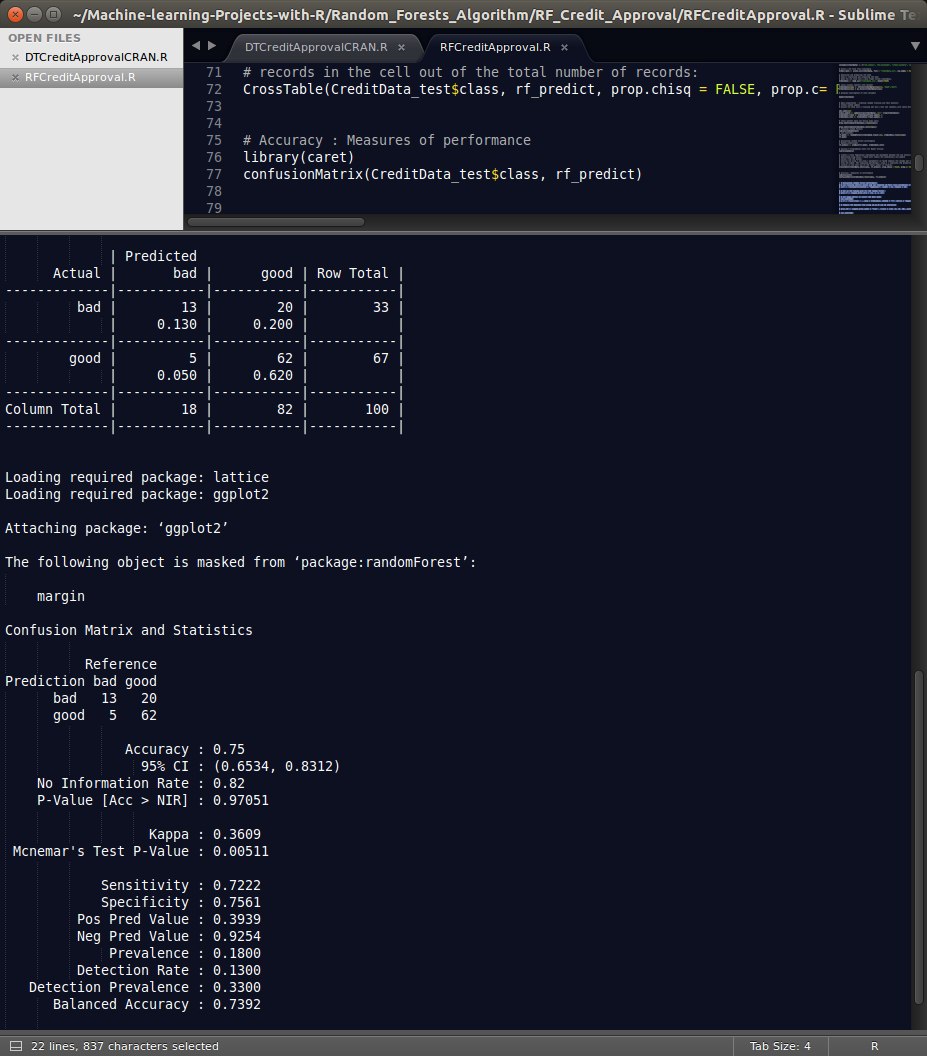 ~/Machine-learning-Projects-with-R/Random_Forests_Algorithm/RF_Credit_Approval/RFCreditApproval.R - Sublime Te
OPEN FILES
DTCreditApprovalCRAN.R
RFCreditApproval.R
DTCreditApprovalCRAN.R
RFCreditApproval.R
71 # records in the cell out of the total number of records:
72 CrossTable(CreditData_test$class, rf_predict, prop.chisq = FALSE, prop.c=
73
74
75 # Accuracy : Measures of performance
76 library(caret)
77 confusionMatrix(CreditData_test$class, rf_predict)
78
79
| Predicted
Actual | bad | good | Row Total |
-------------|-----------|-----------|-----------|
bad | 13 | 20 | 33 |
| 0.130 | 0.200 | |
-------------|-----------|-----------|-----------|
good | 5 | 62 | 67 |
| 0.050 | 0.620 | |
-------------|-----------|-----------|-----------|
Column Total | 18 | 82 | 100 |
-------------|-----------|-----------|-----------|
Loading required package: lattice
Loading required package: ggplot2
Attaching package: ‘ggplot2’
The following object is masked from ‘package:randomForest’:
margin
Confusion Matrix and Statistics
Reference
Prediction bad good
bad 13 20
good 5 62
Accuracy : 0.75
95% CI : (0.6534, 0.8312)
No Information Rate : 0.82
P-Value [Acc > NIR] : 0.97051
Kappa : 0.3609
Mcnemar's Test P-Value : 0.00511
Sensitivity : 0.7222
Specificity : 0.7561
Pos Pred Value : 0.3939
Neg Pred Value : 0.9254
Prevalence : 0.1800
Detection Rate : 0.1300
Detection Prevalence : 0.3300
Balanced Accuracy : 0.7392
22 lines, 837 characters selected
Tab Size: 4
R